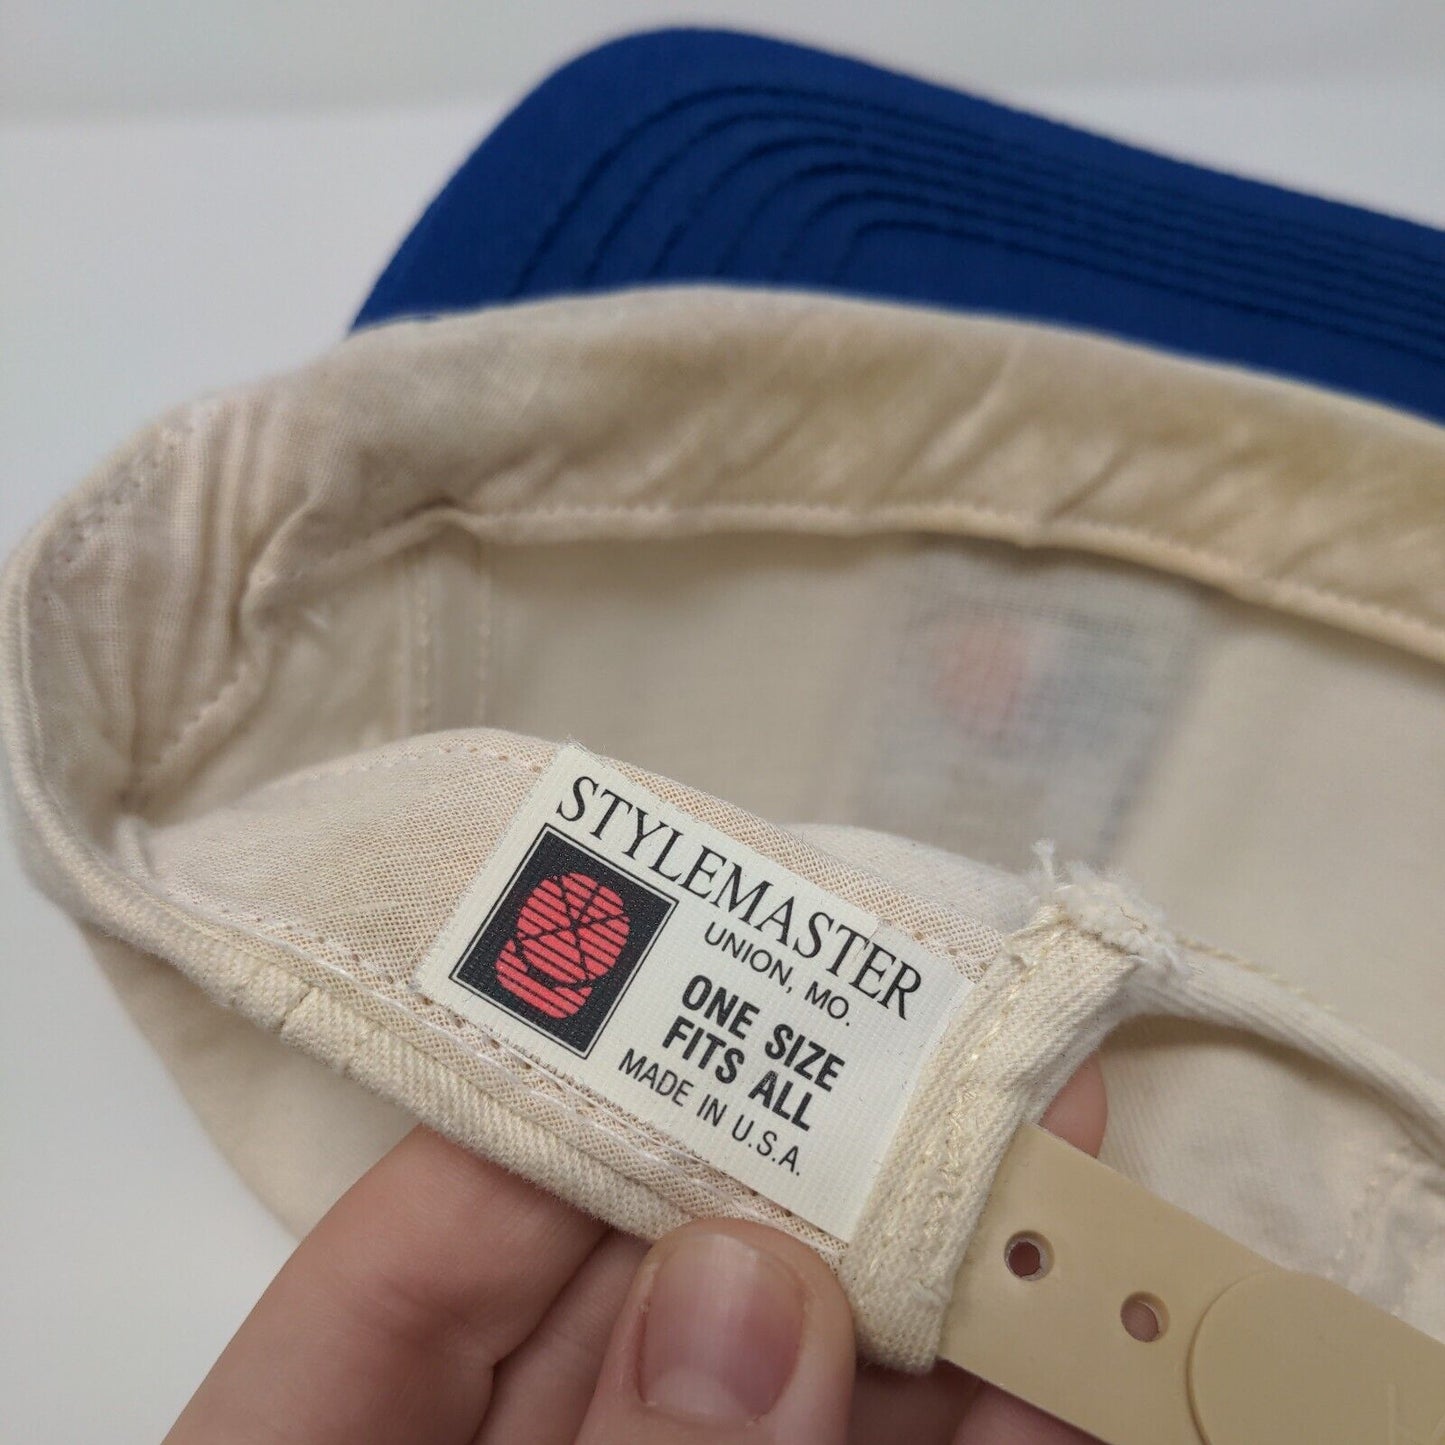 STYLEMASTER
UNION, MO.
ONE SIZE
FITS ALL
MADE IN U.S.A.